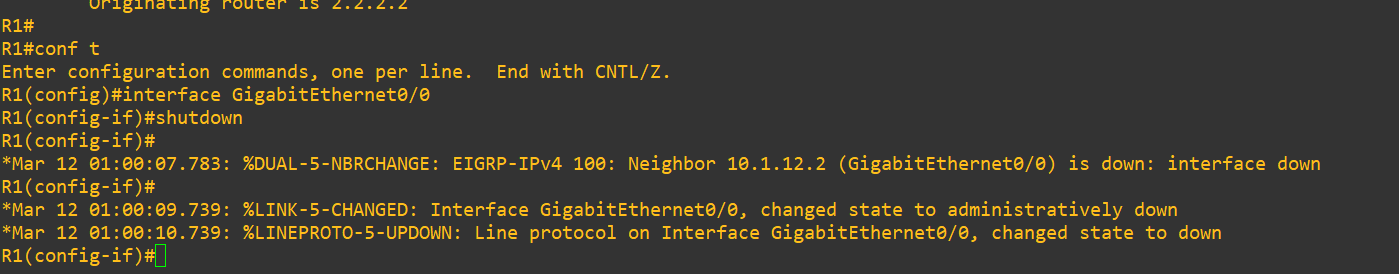 Originating router is 2.2.2.2
R1#
R1#conf t
Enter configuration commands, one per line.  End with CNTL/Z.
R1(config)#interface GigabitEthernet0/0
R1(config-if)#shutdown
R1(config-if)#
*Mar 12 01:00:07.783: %DUAL-5-NBRCHANGE: EIGRP-IPv4 100: Neighbor 10.1.12.2 (GigabitEthernet0/0) is down: interface down
R1(config-if)#
*Mar 12 01:00:09.739: %LINK-5-CHANGED: Interface GigabitEthernet0/0, changed state to administratively down
*Mar 12 01:00:10.739: %LINEPROTO-5-UPDOWN: Line protocol on Interface GigabitEthernet0/0, changed state to down
R1(config-if)#